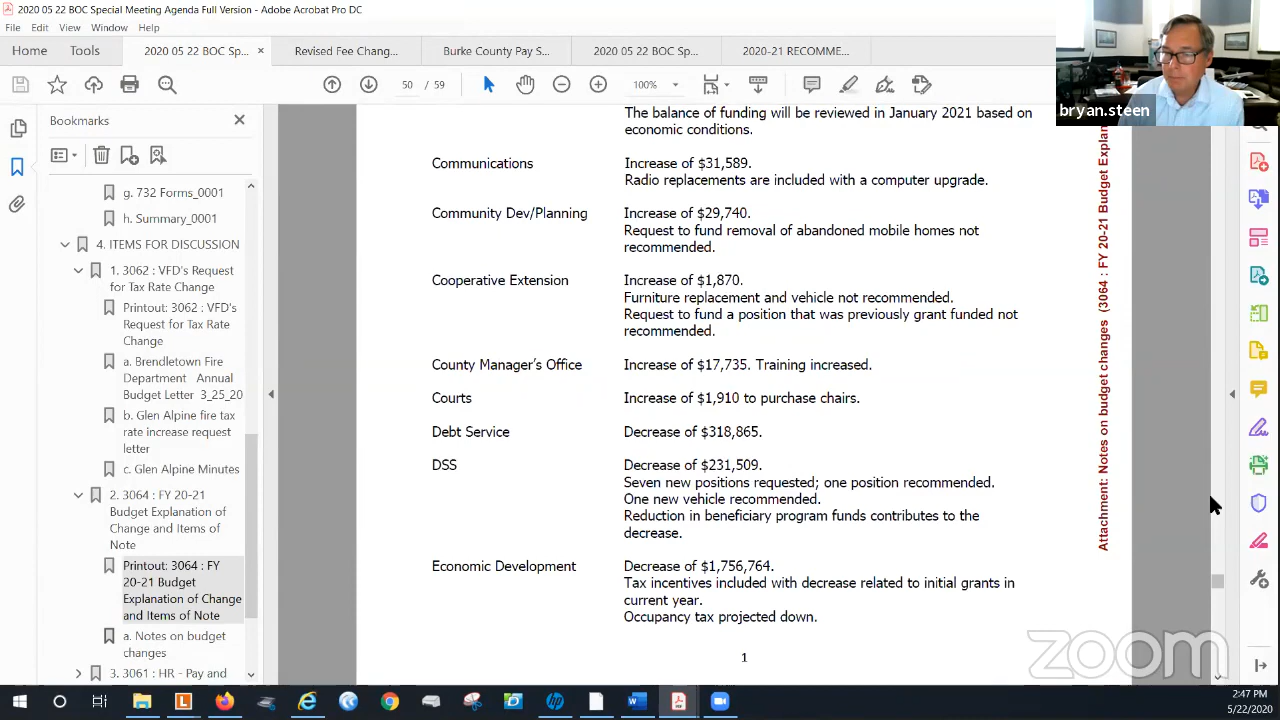 2020 05 22 BOC Special Meeting Agenda Full Version - Adobe Acrobat Pro DC
File Edit View Window Help
Home Tools 2020 05 22 BOC Sp... × Revised Fee Chang... Burke County Pay S... 2020 05 22 BOC Sp... 2020-21 RECOMME...
59 100%
bryan.steen
Bookmarks
g. 732 Forms_0001
h. Summary_0001
4. ITEMS FOR DISCUSSION
1. 3062 : VFD's Request
for Tax Rate Change
Printout: 3062 : VFD's
Request for Tax Rate
Change
a. Brendletown Fire
Department Annual
Budget Letter 3_25_20
b. Glen Alpine fire tax
rate increase request
letter
c. Glen Alpine Minutes
2. 3064 : FY 20-21
Budget Explanation of
Change and Items of
Note
Printout: 3064 : FY
20-21 Budget
Explanation of Change
and Items of Note
a. Notes on budget
changes
3. 3061 : HR - Pay and
The balance of funding will be reviewed in January 2021 based on
economic conditions.
Communications Increase of $31,589.
Radio replacements are included with a computer upgrade.
Community Dev/Planning Increase of $29,740.
Request to fund removal of abandoned mobile homes not
recommended.
Cooperative Extension Increase of $1,870.
Furniture replacement and vehicle not recommended.
Request to fund a position that was previously grant funded not
recommended.
County Manager's Office Increase of $17,735. Training increased.
Courts Increase of $1,910 to purchase chairs.
Debt Service Decrease of $318,865.
DSS Decrease of $231,509.
Seven new positions requested; one position recommended.
One new vehicle recommended.
Reduction in beneficiary program funds contributes to the
decrease.
Economic Development Decrease of $1,756,764.
Tax incentives included with decrease related to initial grants in
current year.
Occupancy tax projected down.
1
Attachment: Notes on budget changes (3064 : FY 20-21 Budget Explan
zoom
2:47 PM
5/22/2020